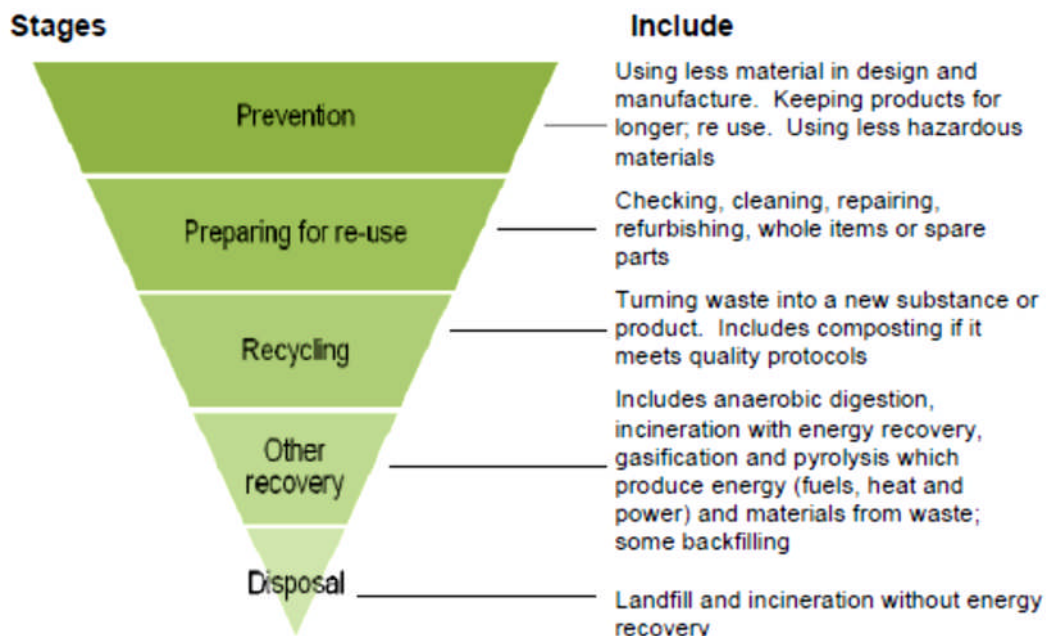 Stages
Include
Prevention
Using less material in design and
manufacture. Keeping products for
longer; re use. Using less hazardous
materials
Preparing for re-use
Checking, cleaning, repairing,
refurbishing, whole items or spare
parts
Recycling
Turning waste into a new substance or
product. Includes composting if it
meets quality protocols
Other
recovery
Includes anaerobic digestion,
incineration with energy recovery,
gasification and pyrolysis which
produce energy (fuels, heat and
power) and materials from waste;
some backfilling
Disposal
Landfill and incineration without energy
recovery